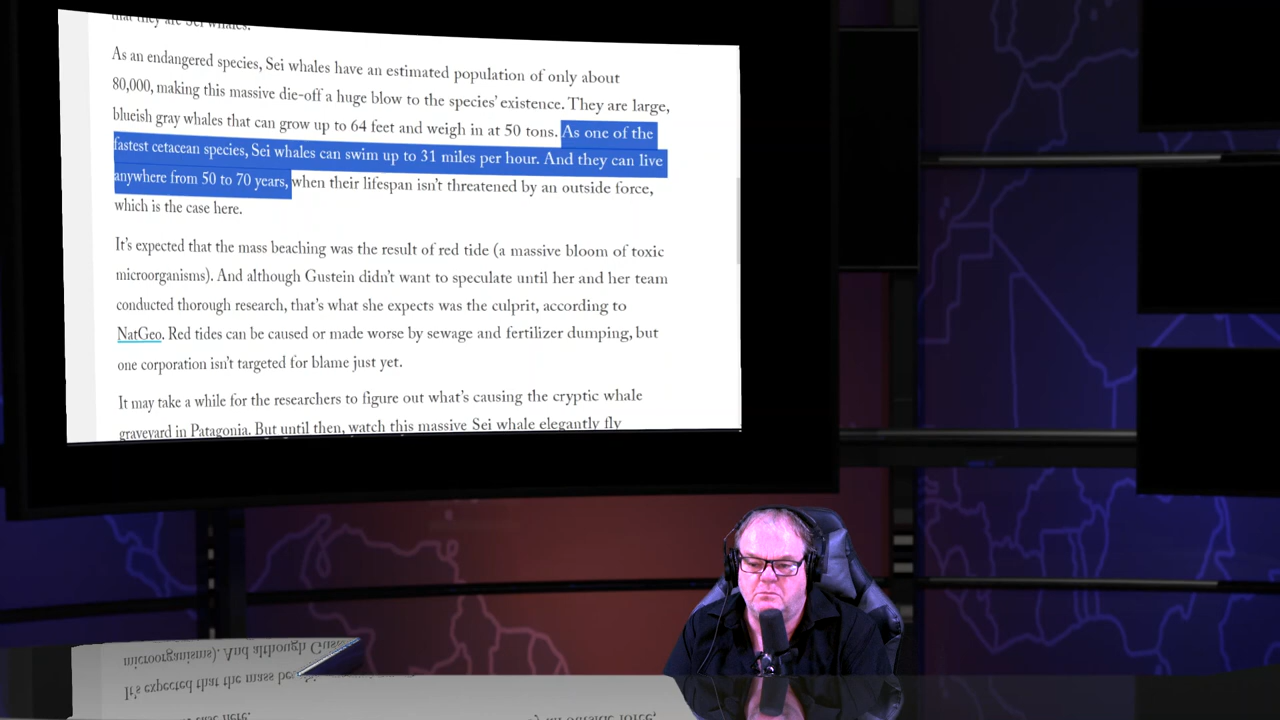 that they are Sei whales.
As an endangered species, Sei whales have an estimated population of only about
80,000, making this massive die-off a huge blow to the species' existence. They are large,
blueish gray whales that can grow up to 64 feet and weigh in at 50 tons. As one of the
fastest cetacean species, Sei whales can swim up to 31 miles per hour. And they can live
anywhere from 50 to 70 years, when their lifespan isn't threatened by an outside force,
which is the case here.
It's expected that the mass beaching was the result of red tide (a massive bloom of toxic
microorganisms). And although Gustein didn't want to speculate until her and her team
conducted thorough research, that's what she expects was the culprit, according to
NatGeo. Red tides can be caused or made worse by sewage and fertilizer dumping, but
one corporation isn't targeted for blame just yet.
It may take a while for the researchers to figure out what's causing the cryptic whale
graveyard in Patagonia. But until then, watch this massive Sei whale elegantly fly